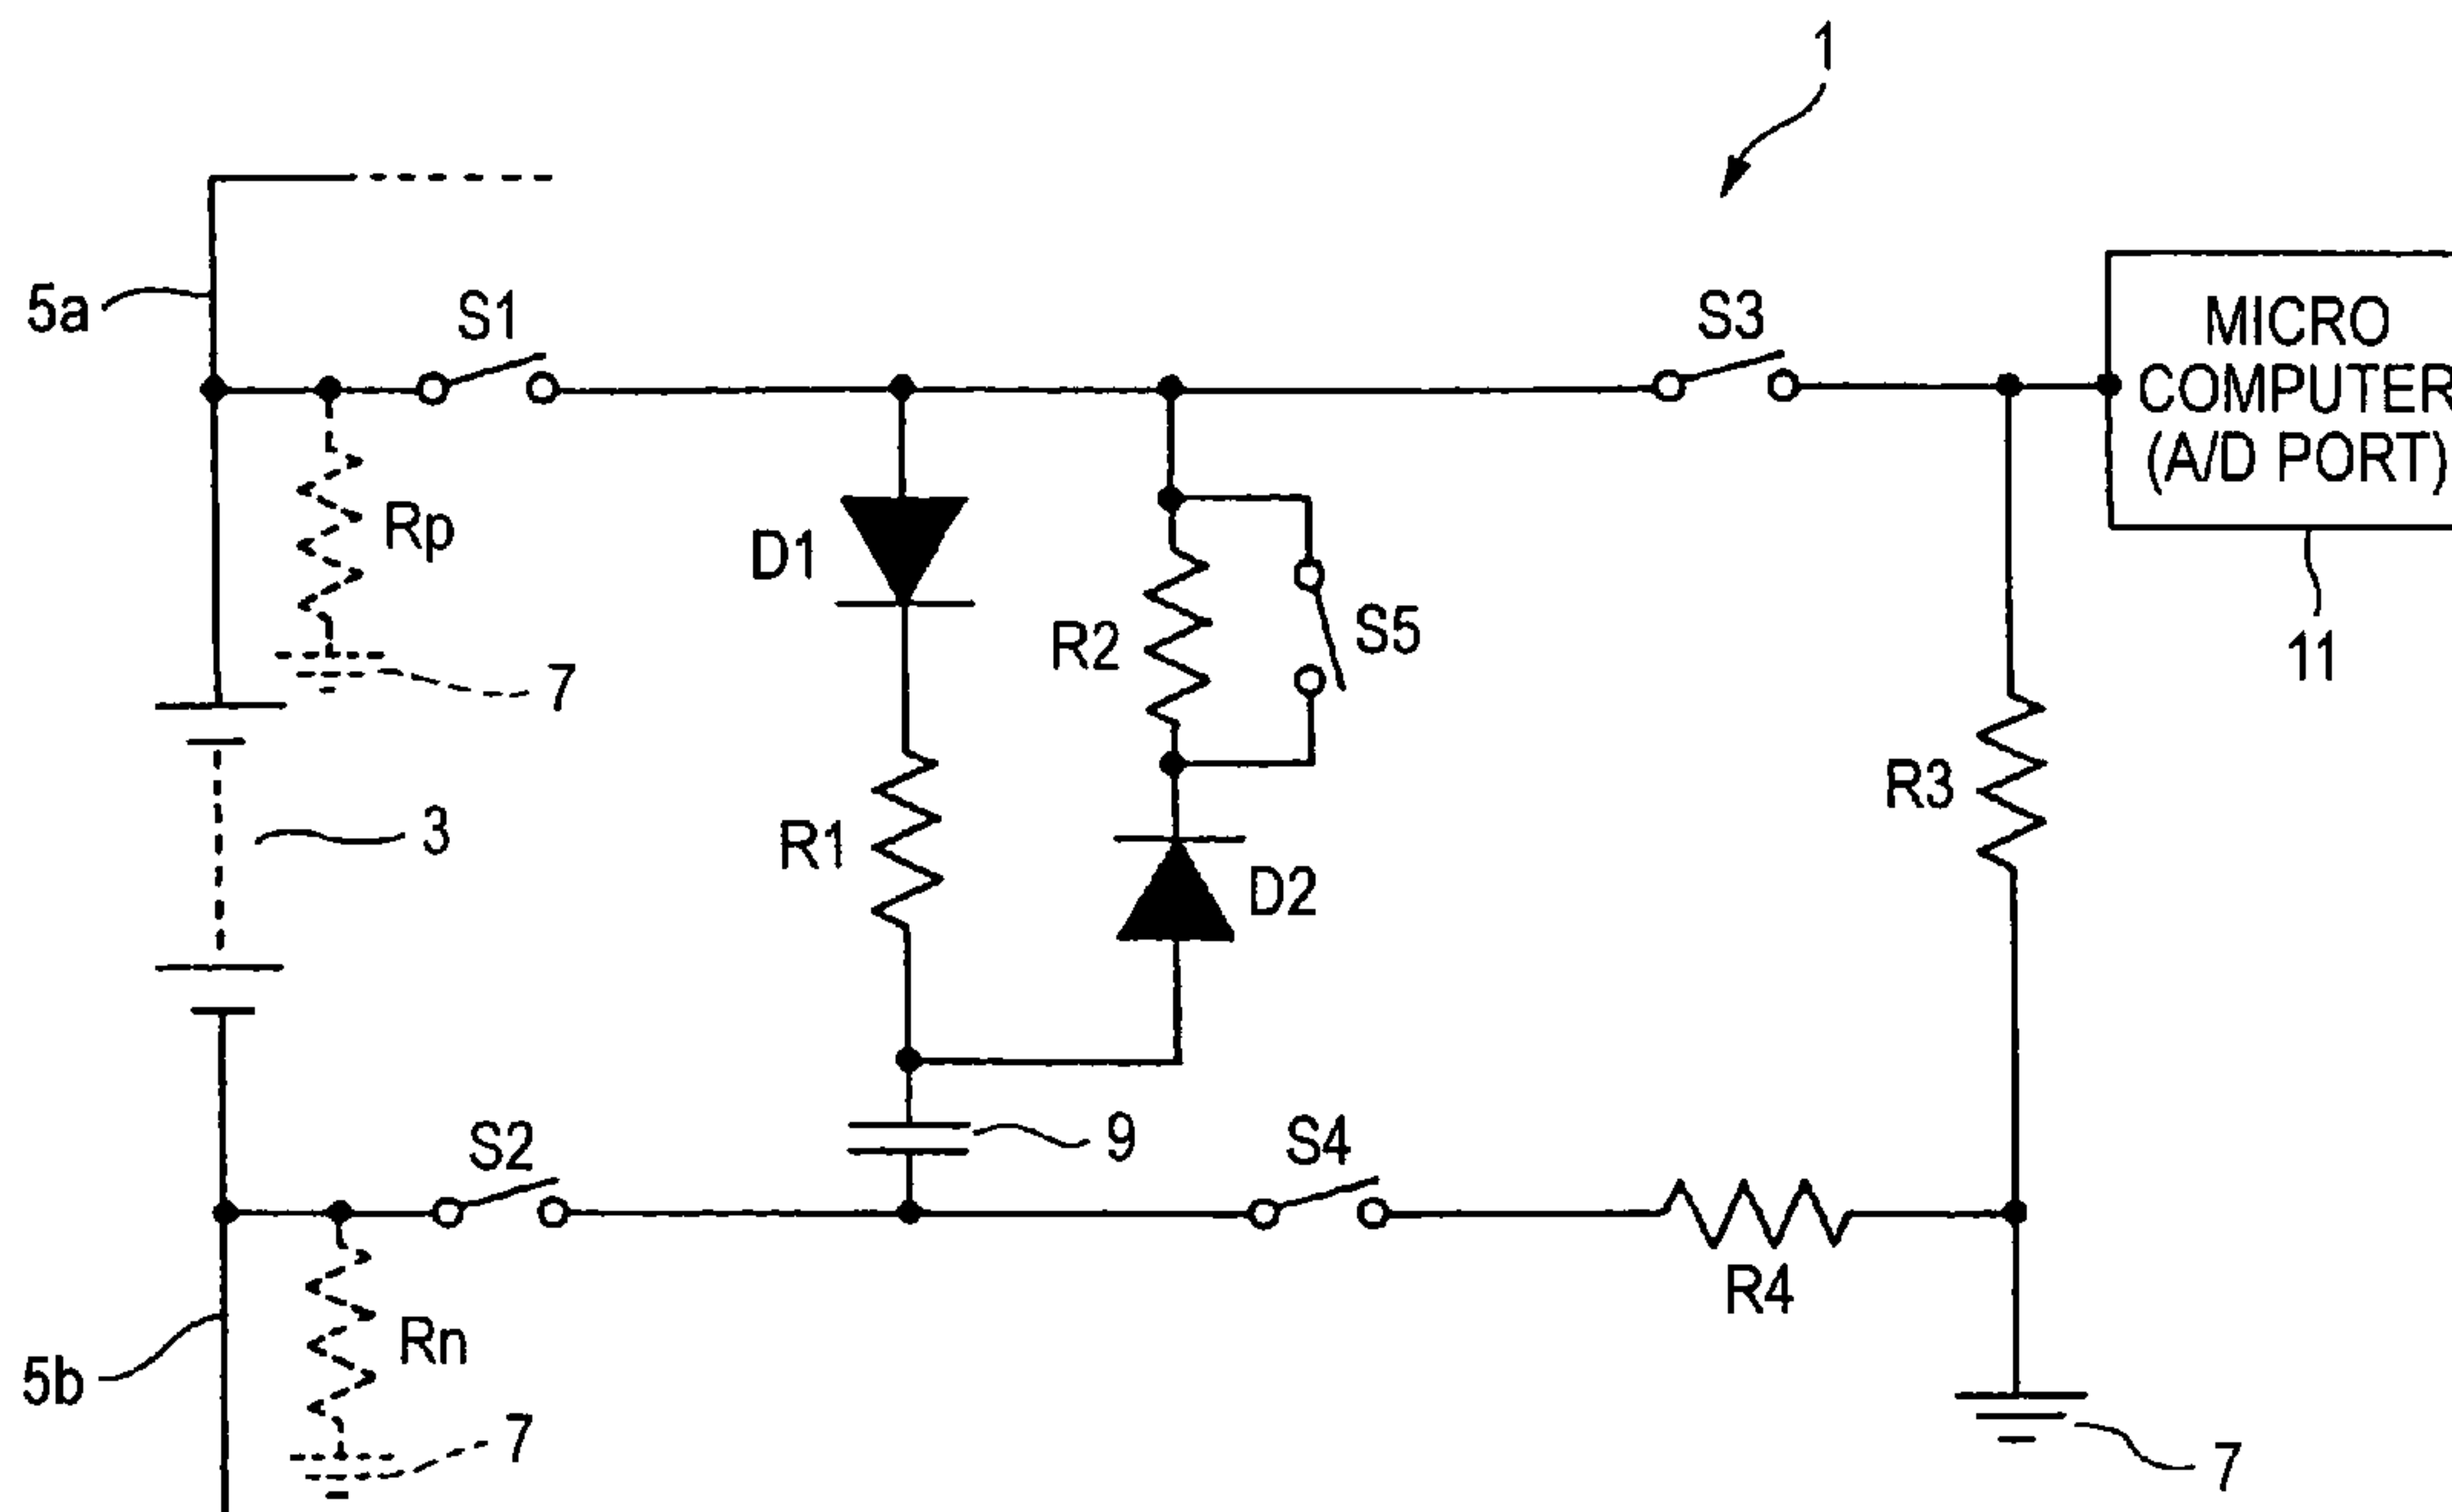 1
5a
S1
S3
MICRO
COMPUTER
(A/D PORT)
Rp
D1
R2
S5
7
11
3
R1
R3
D2
9
S2
S4
R4
Rn
5b
7
7